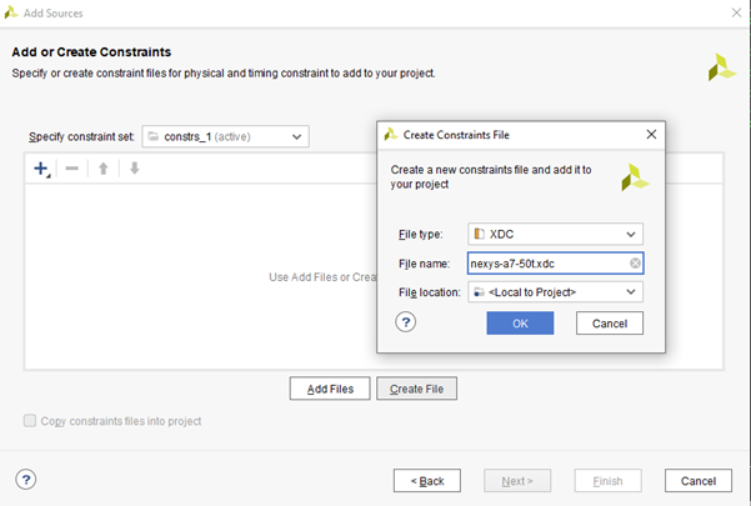 Add Sources
Add or Create Constraints
Specify or create constraint files for physical and timing constraint to add to your project.
Specify constraint set: constrs_1 (active)
Create Constraints File
Create a new constraints file and add it to
your project
File type: XDC
File name: nexys-a7-50t.xdc
File location: <Local to Project>
? OK Cancel
Use Add Files or Crea
Add Files Create File
Copy constraints files into project
? < Back Next > Finish Cancel